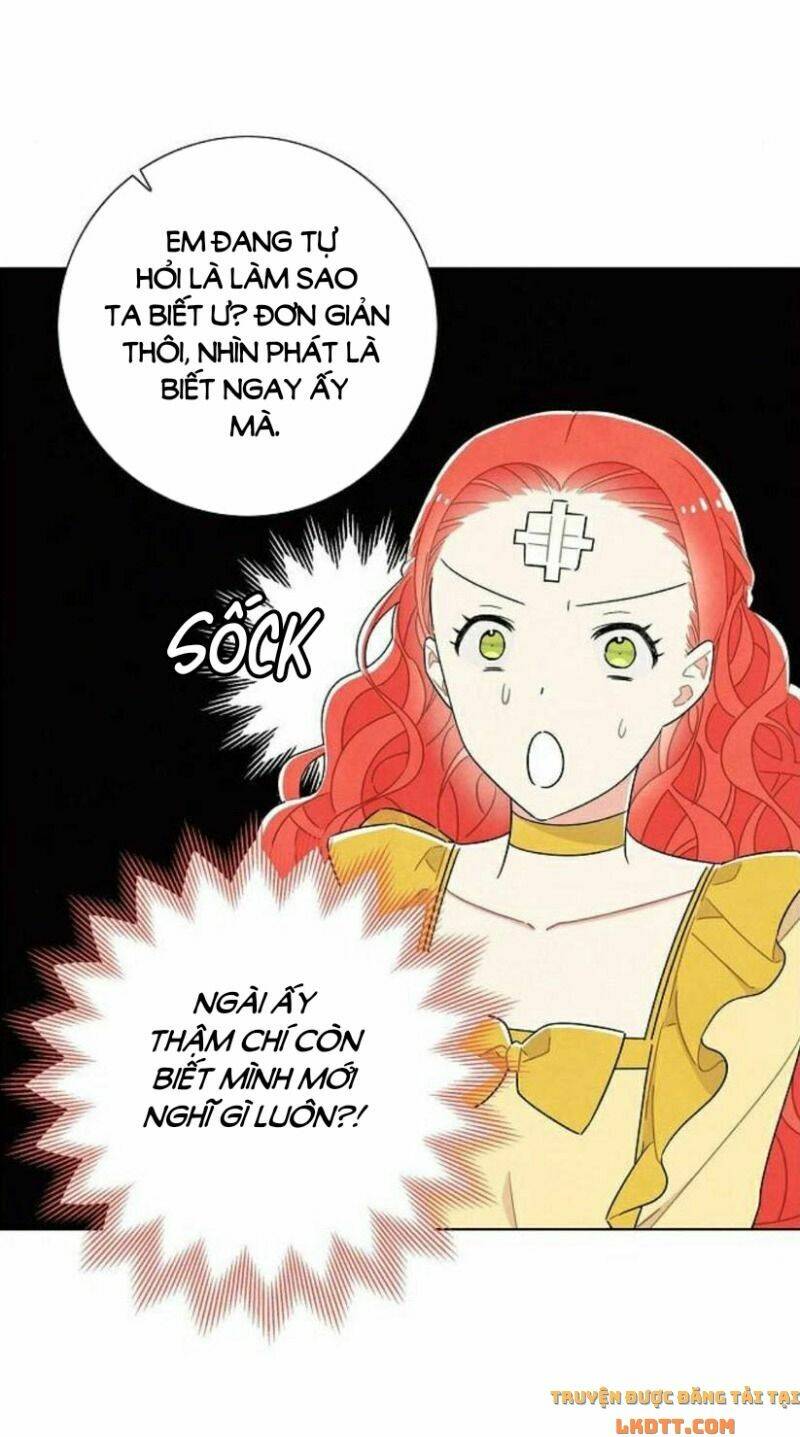 EM ĐANG TỰ
HỎI LÀ LÀM SAO
TA BIẾT Ư? ĐƠN GIẢN
THÔI, NHÌN PHÁT LÀ
BIẾT NGAY ẤY
MÀ.
SỐCK
NGÀI ẤY
THẬM CHÍ CÒN
BIẾT MÌNH MỚI
NGHĨ GÌ LUÔN?!
TRUYỆN ĐƯỢC ĐĂNG TẢI TẠI
LKDTT.COM